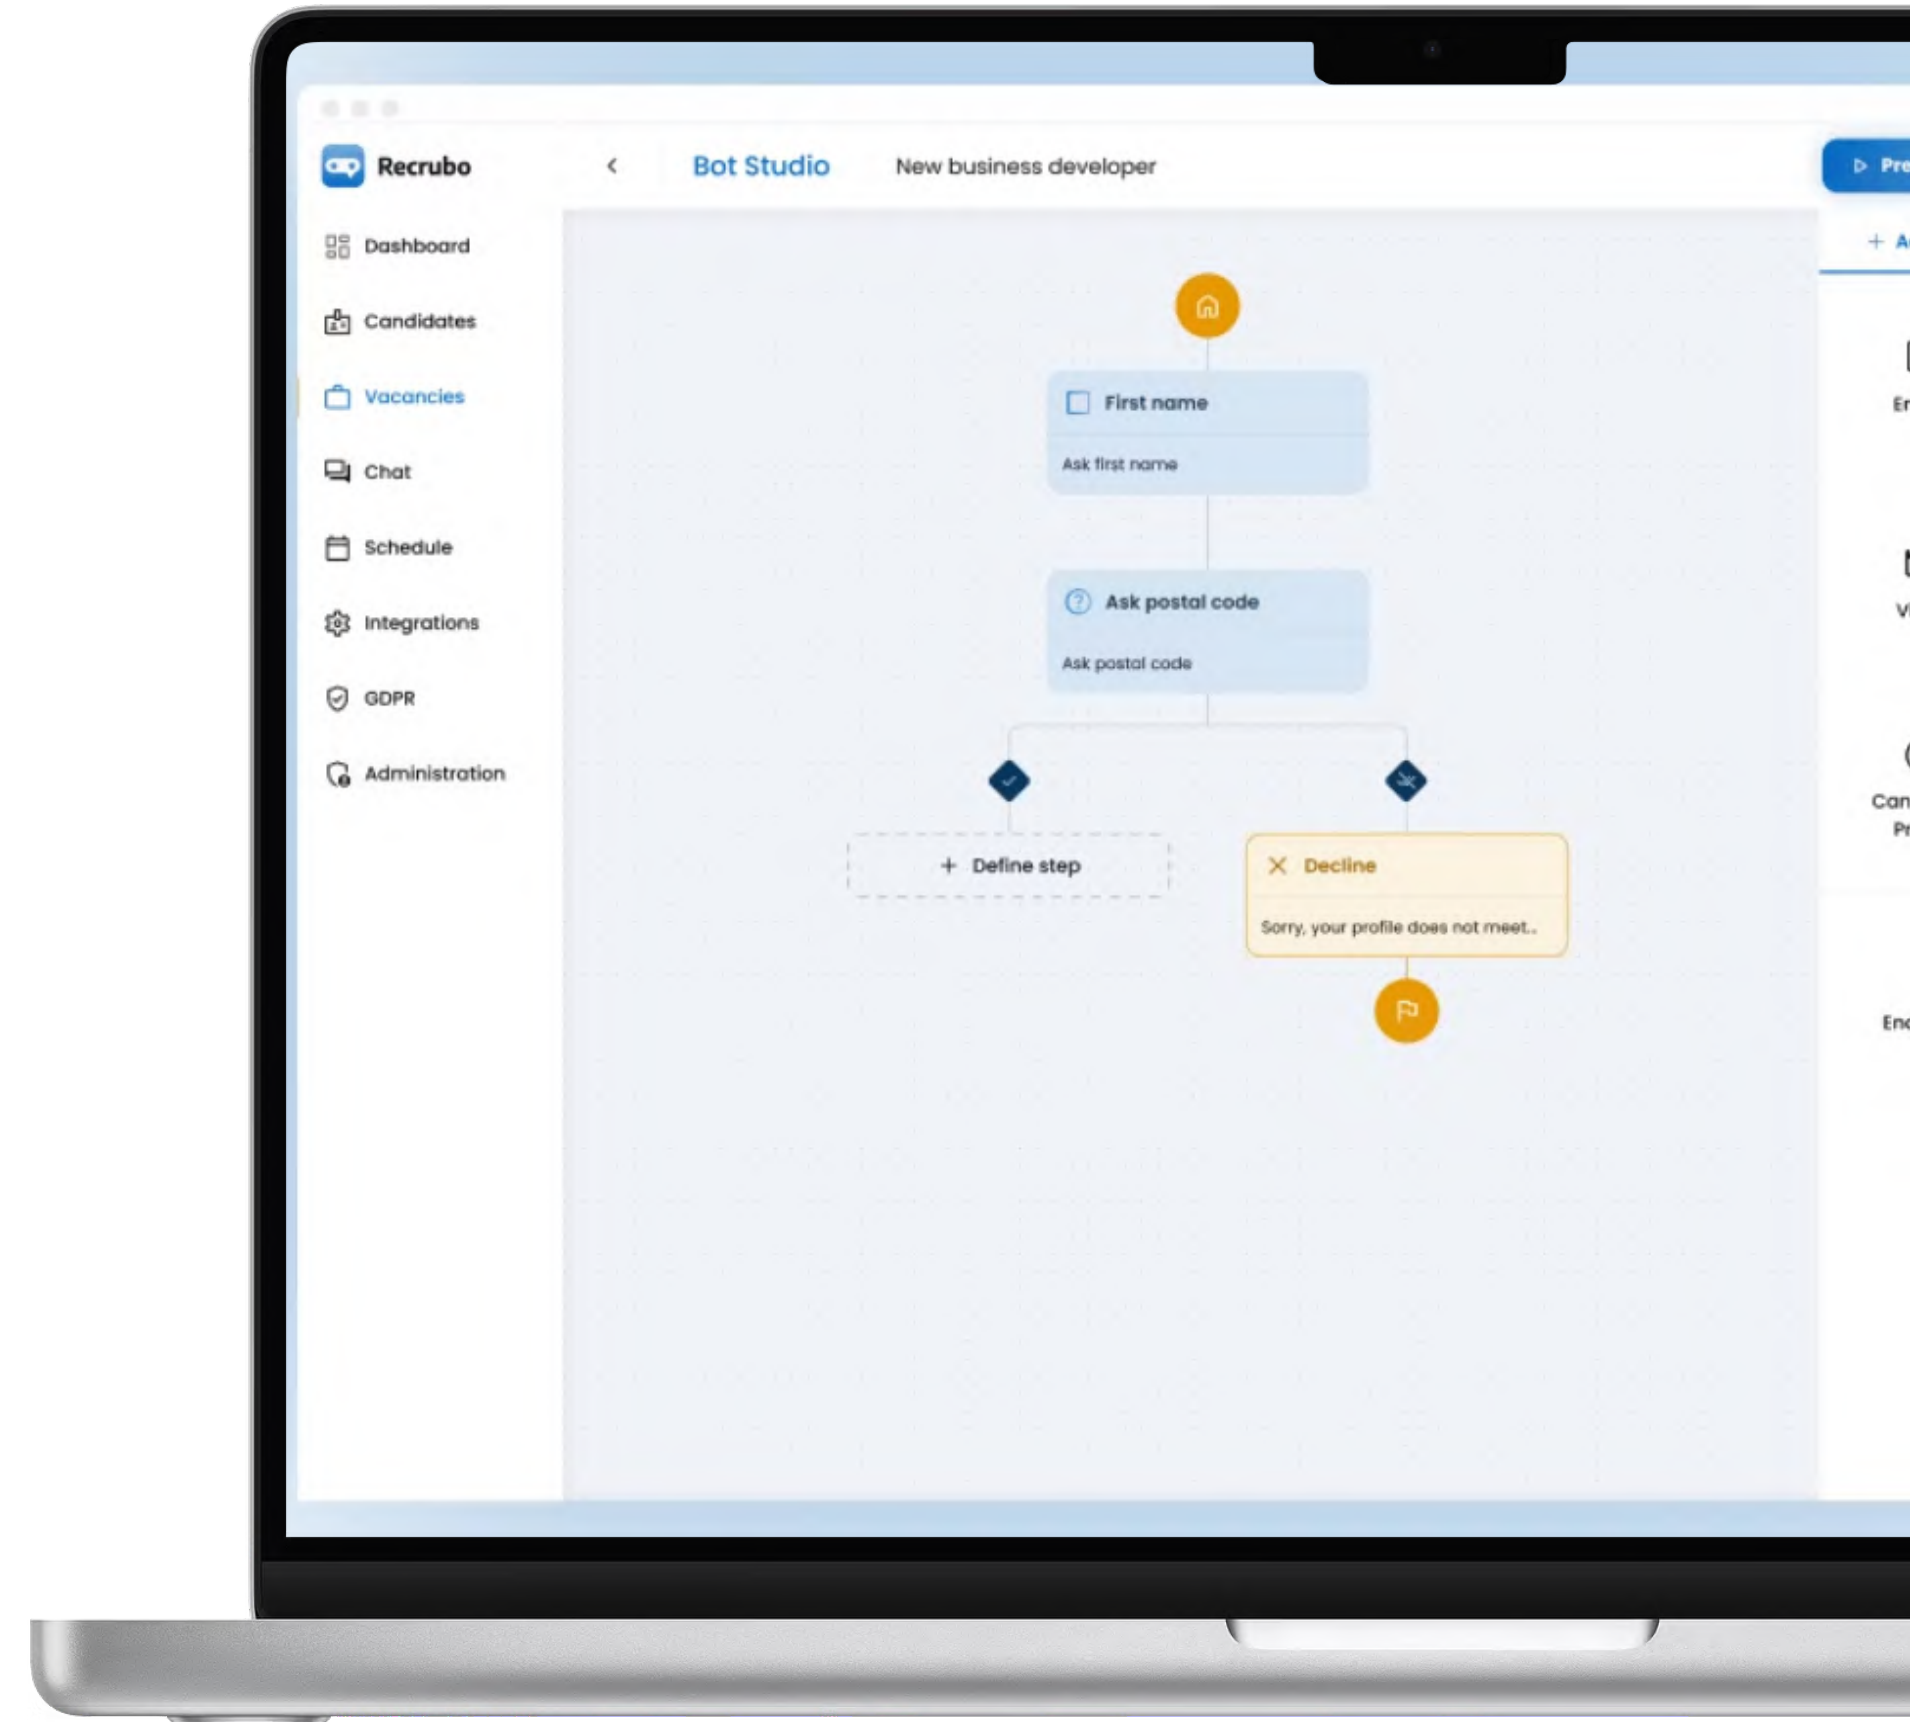 Recrubo
Bot Studio
New business developer
Dashboard
Candidates
Vacancies
Chat
Schedule
Integrations
GDPR
Administration
First name
Ask first name
Ask postal code
Ask postal code
+ Define step
Decline
Sorry, your profile does not meet..